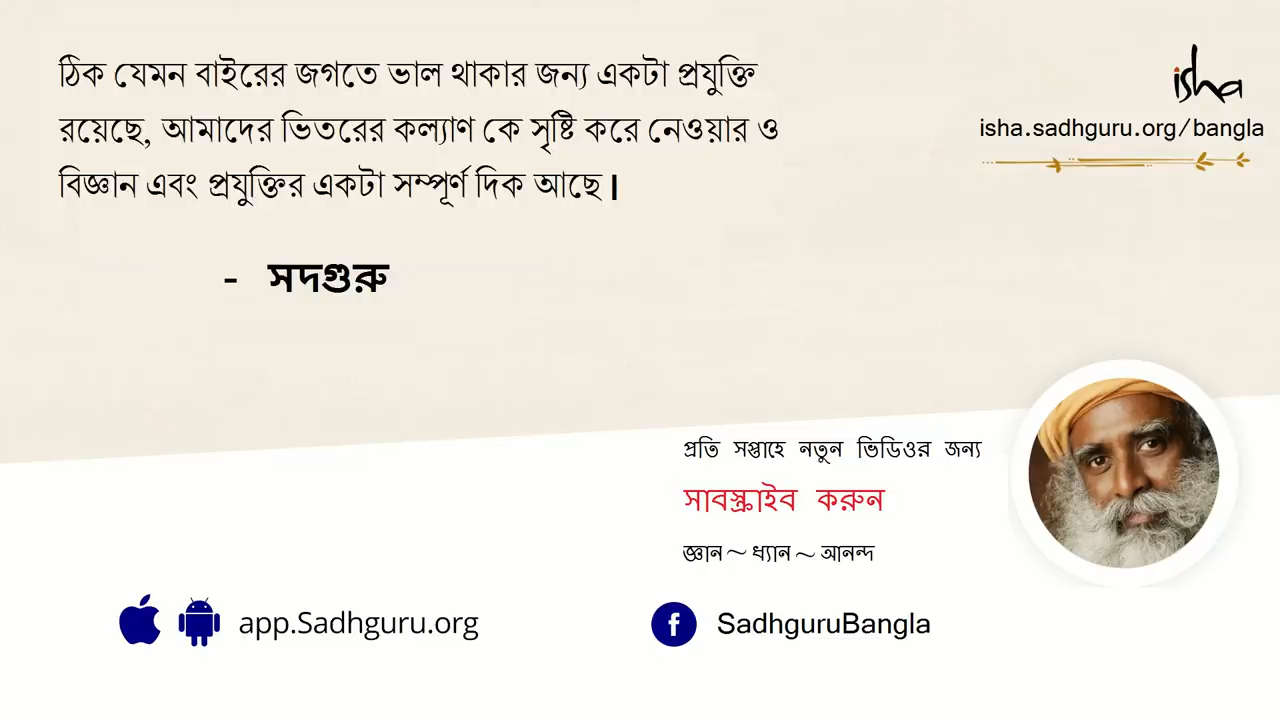 ঠিক যেমন বাইরের জগতে ভাল থাকার জন্য একটা প্রযুক্তি
রয়েছে, আমাদের ভিতরের কল্যাণ কে সৃষ্টি করে নেওয়ার ও
বিজ্ঞান এবং প্রযুক্তির একটা সম্পূর্ণ দিক আছে।
- সদগুরু
isha
isha.sadhguru.org/bangla
প্রতি সপ্তাহে নতুন ভিডিওর জন্য
সাবস্ক্রাইব করুন
জ্ঞান ~ ধ্যান ~ আনন্দ
app.Sadhguru.org
f SadhguruBangla